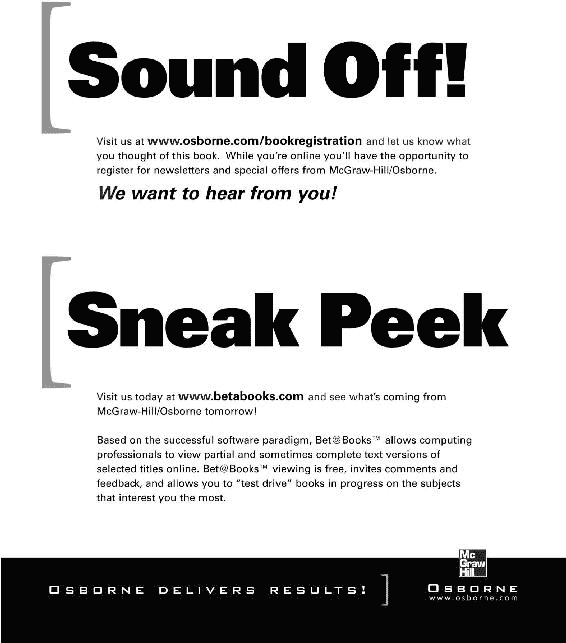 Sound Off!
Visit us at www.osborne.com/bookregistration and let us know what
you thought of this book. While you're online you'll have the opportunity to
register for newsletters and special offers from McGraw-Hill/Osborne.
We want to hear from you!
Sneak Peek
Visit us today at www.betabooks.com and see what's coming from
McGraw-Hill/Osborne tomorrow!
Based on the successful software paradigm, Bet@Books™ allows computing
professionals to view partial and sometimes complete text versions of
selected titles online. Bet@Books™ viewing is free, invites comments and
feedback, and allows you to "test drive" books in progress on the subjects
that interest you the most.
Mc
Graw
Hill
OSBORNE DELIVERS RESULTS!
OSBORNE
www.osborne.com